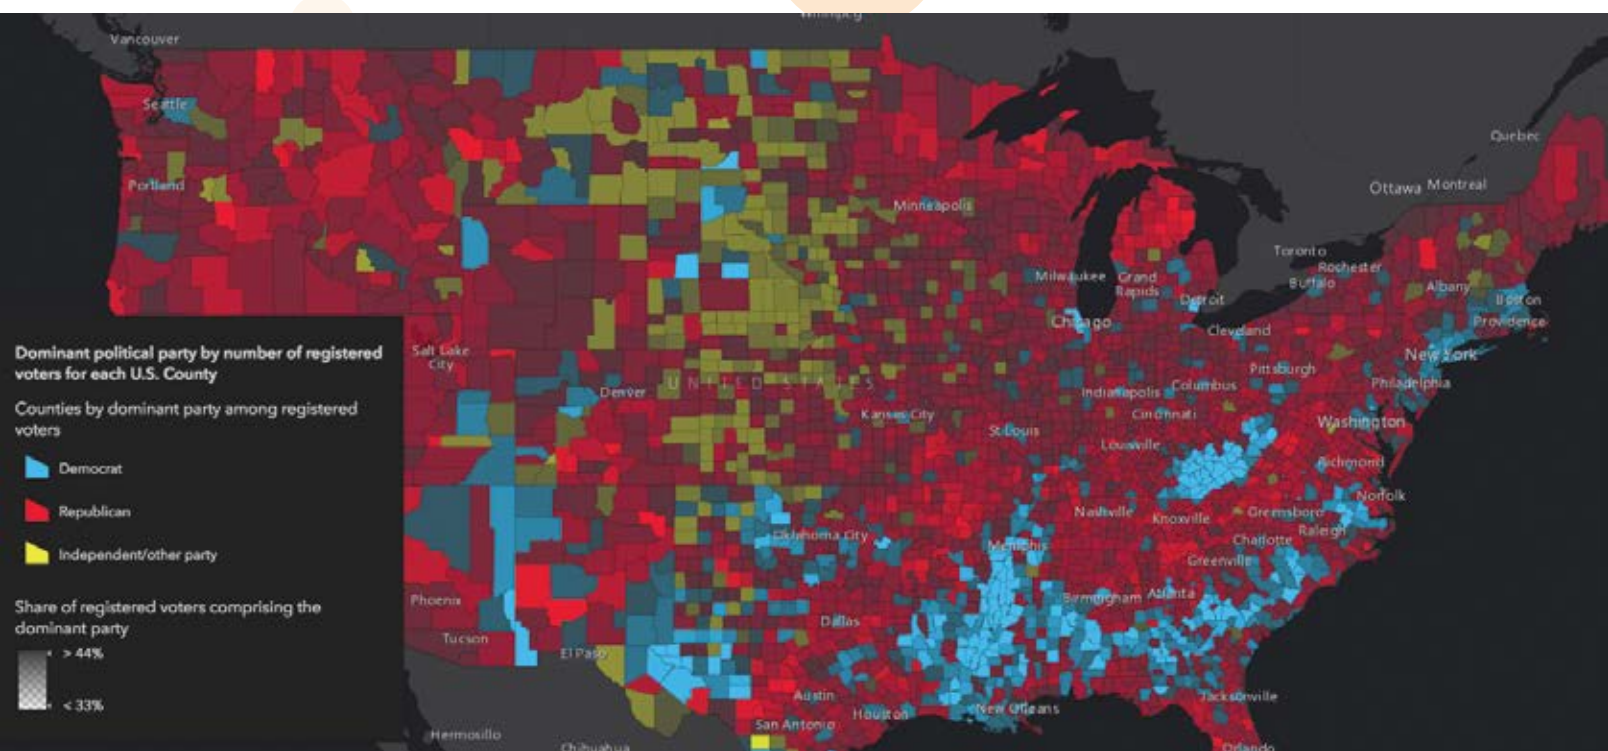 Winnipeg
Vancouver
Seattle
Quebec
Portland
Ottawa Montreal
Minneapolis
Toronto
Rochester
Milwaukee Grand
Rapids
Buffalo
Albany
Detroit
Boston
Chicago
Providence
Cleveland
Dominant political party by number of registered
voters for each U.S. County
Salt Lake
City
New York
Pittsburgh
UNITED STATES
Denver
Indianapolis
Columbus
Philadelphia
Counties by dominant party among registered
voters
Kansas City
Cincinnati
Washington
St Louis
Louisville
Democrat
Richmond
Norfolk
Republican
Nashville
Knoxville
Greensboro
Raleigh
Oklahoma City
Memphis
Charlotte
Independent/other party
Greenville
Phoenix
Birmingham
Atlanta
Share of registered voters comprising the
dominant party
Dallas
Tucson
El Paso
> 44%
Austin
Jacksonville
< 33%
Houston
New Orleans
San Antonio
Hermosillo
Chihuahua
Orlando